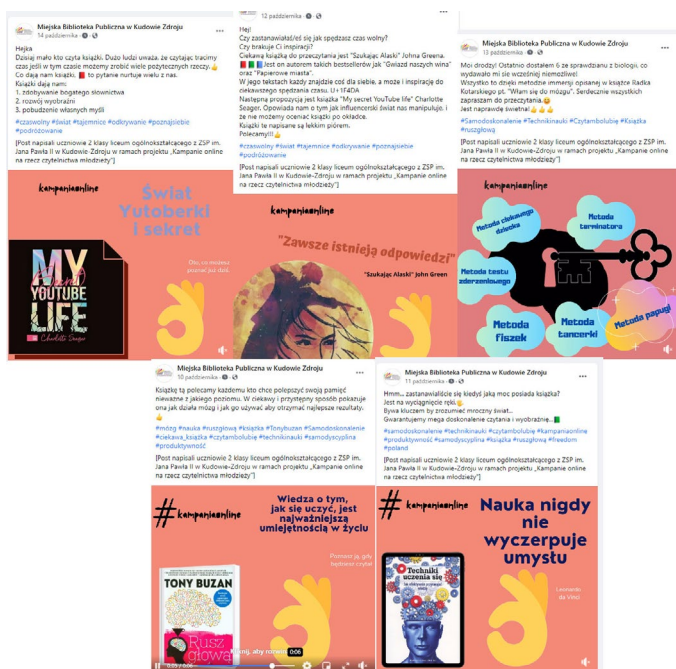 Miejska Biblioteka Publiczna w Kudowie Zdroju
14 października
Hejka
Dzisiaj mało kto czyta książki. Dużo ludzi uważa, że czytając tracimy
czas jeśli w tym czasie możemy zrobić wiele pożytecznych rzeczy.
Co dają nam książki. to pytanie nurtuje wielu z nas.
Książki dają nam:
1. zdobywanie bogatego słownictwa
2. rozwój wyobraźni
3. pobudzenie własnych myśli
#czaswolny #świat #tajemnice #odkrywanie #poznajsiebie
#podróżowanie
[Post napisali uczniowie 2 klasy liceum ogólnokształcącego z ZSP im.
Jana Pawła II w Kudowie-Zdroju w ramach projektu „Kampanie online
na rzecz czytelnictwa młodzieży"]
kampaniaonline
Świat
Yutoberki
i sekret
Oto, co możesz
poznać już dziś
MY
YOUTUBE
LIFE
Charlotte Seager
12 października
Hej!
Czy zastanawiałaś/eś się jak spędzasz czas wolny?
Czy brakuje Ci inspiracji?
Ciekawą książką do przeczytania jest "Szukając Alaski" Johna Greena.
Jest on autorem takich bestsellerów jak "Gwiazd naszych wina"
oraz "Papierowe miasta".
W jego tekstach każdy znajdzie coś dla siebie, a może i inspirację do
ciekawszego spędzania czasu. U+1F4DA
Następną propozycją jest książka "My secret YouTube life" Charlotte
Seager. Opowiada nam o tym jak influencerski świat nas manipuluje, i
że nie możemy oceniać książki po okładce.
Książki te napisane są lekkim piórem.
Polecamy!!!
#czaswolny #świat #tajemnice #odkrywanie #poznajsiebie
#podróżowanie
[Post napisali uczniowie 2 klasy liceum ogólnokształcącego z ZSP im.
Jana Pawła II w Kudowie-Zdroju w ramach projektu „Kampanie online
na rzecz czytelnictwa młodzieży"]
kampaniaonline
"Zawsze istnieją odpowiedzi"
"Szukając Alaski" John Green
Miejska Biblioteka Publiczna w Kudowie Zdroju
13 października
Moi drodzy! Ostatnio dostałem 6 ze sprawdzianu z biologii, co
wydawało mi się wcześniej niemożliwe!
Wszystko to dzięki metodzie immersji opisanej w książce Radka
Kotarskiego pt. "Włam się do mózgu". Serdecznie wszystkich
zapraszam do przeczytania.
Jest naprawdę świetna!
#Samodoskonalenie #Technikinauki #Czytambolubię #Książka
#ruszgłową
[Post napisali uczniowie 2 klasy liceum ogólnokształcącego z ZSP im.
Jana Pawła II w Kudowie-Zdroju w ramach projektu „Kampanie online
na rzecz czytelnictwa młodzieży"]
kampaniaonline
Metoda ciekawego
dziecka
Metoda
terminatora
Metoda testu
zderzeniowego
Metoda
fiszek
Metoda
tancerki
Metoda papugi
Miejska Biblioteka Publiczna w Kudowie Zdroju
10 października
Książkę tą polecamy każdemu kto chce polepszyć swoją pamięć
nieważne z jakiego poziomu. W ciekawy i przystępny sposób pokazuje
ona jak działa mózg i jak go używać aby otrzymać najlepsze rezultaty.
#mózg #nauka #ruszgłową #książka #Tonybuzan #Samodoskonalenie
#ciekawa_książka #czytambolubię #technikinauki #samodyscyplina
#produktywność
[Post napisali uczniowie 2 klasy liceum ogólnokształcącego z ZSP im.
Jana Pawła II w Kudowie-Zdroju w ramach projektu „Kampanie online
na rzecz czytelnictwa młodzieży"]
#kampaniaonline
Wiedza o tym,
jak się uczyć, jest
najważniejszą
umiejętnością w życiu
Poznasz ją, gdy
będziesz czytał
TONY BUZAN
Rusz
głową
Kliknij, aby
0:06
Miejska Biblioteka Publiczna w Kudowie Zdroju
11 października
Hmm... zastanawialiście się kiedyś jaką moc posiada książka?
Jest na wyciągnięcie ręki.
Bywa kluczem by zrozumieć mroczny świat...
Gwarantujemy mega doskonalenie czytania i wyobraźnię...
#samodoskonalenie #technikinauki #czytambolubię #kampaniaonline
#produktywność #samodyscyplina #książka #ruszgłową #freedom
#poland
[Post napisali uczniowie 2 klasy liceum ogólnokształcącego z ZSP im.
Jana Pawła II w Kudowie-Zdroju w ramach projektu „Kampanie online
na rzecz czytelnictwa młodzieży"]
#kampaniaonline
Nauka nigdy
nie
wyczerpuje
umysłu
Leonardo
da Vinci
Techniki
uczenia się